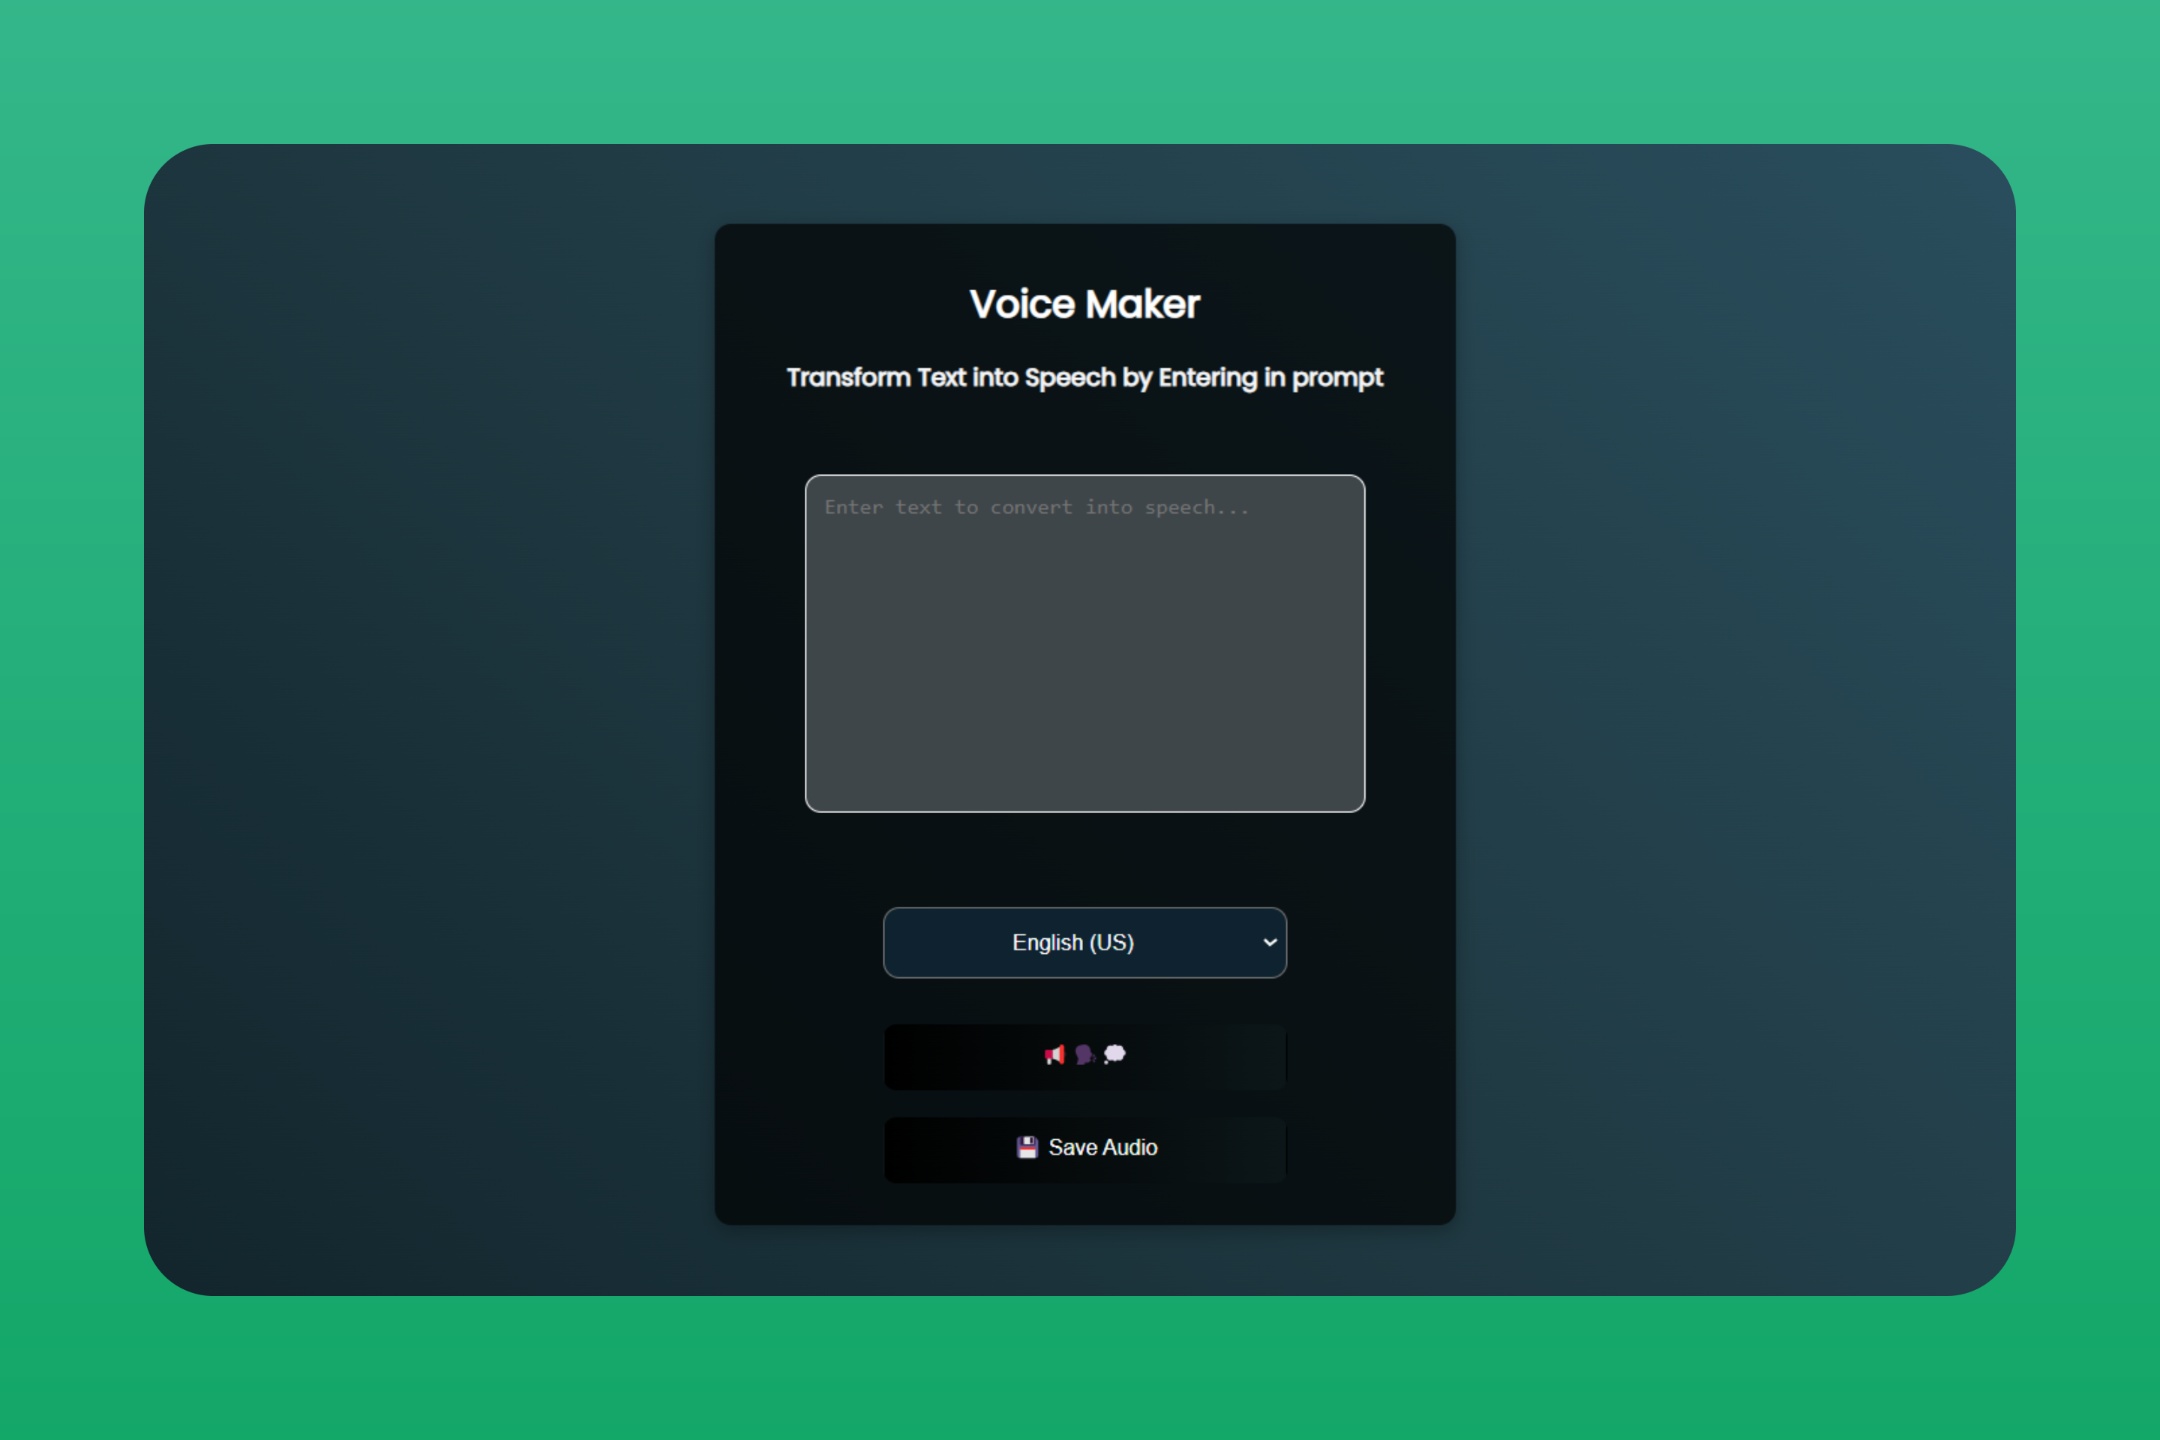 Voice Maker
Transform Text into Speech by Entering in prompt
Enter text to convert into speech...
English (US)
Save Audio